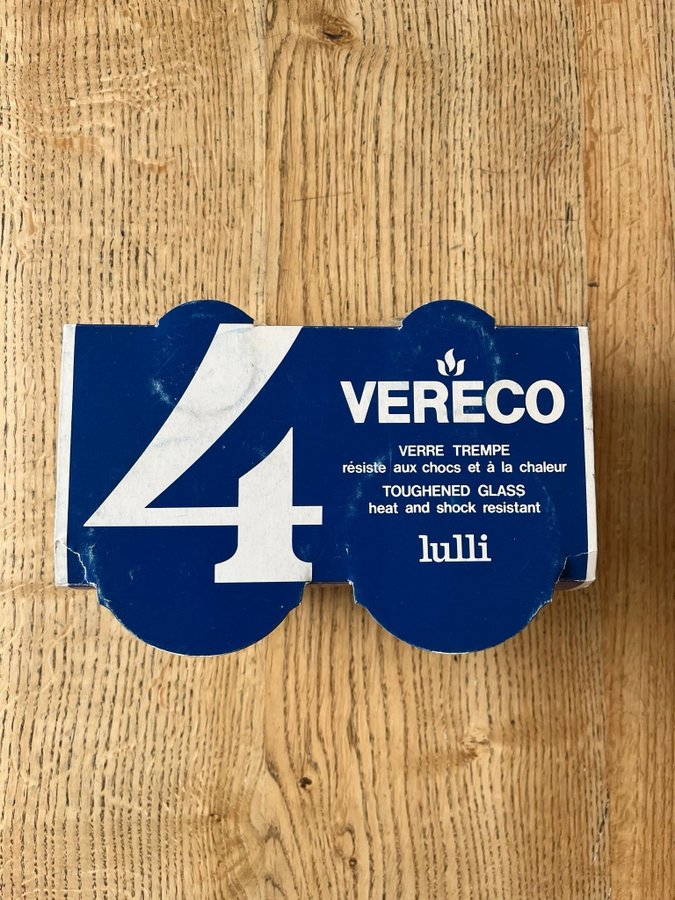 4
VERECO
VERRE TREMPE
résiste aux chocs et à la chaleur
TOUGHENED GLASS
heat and shock resistant
lulli